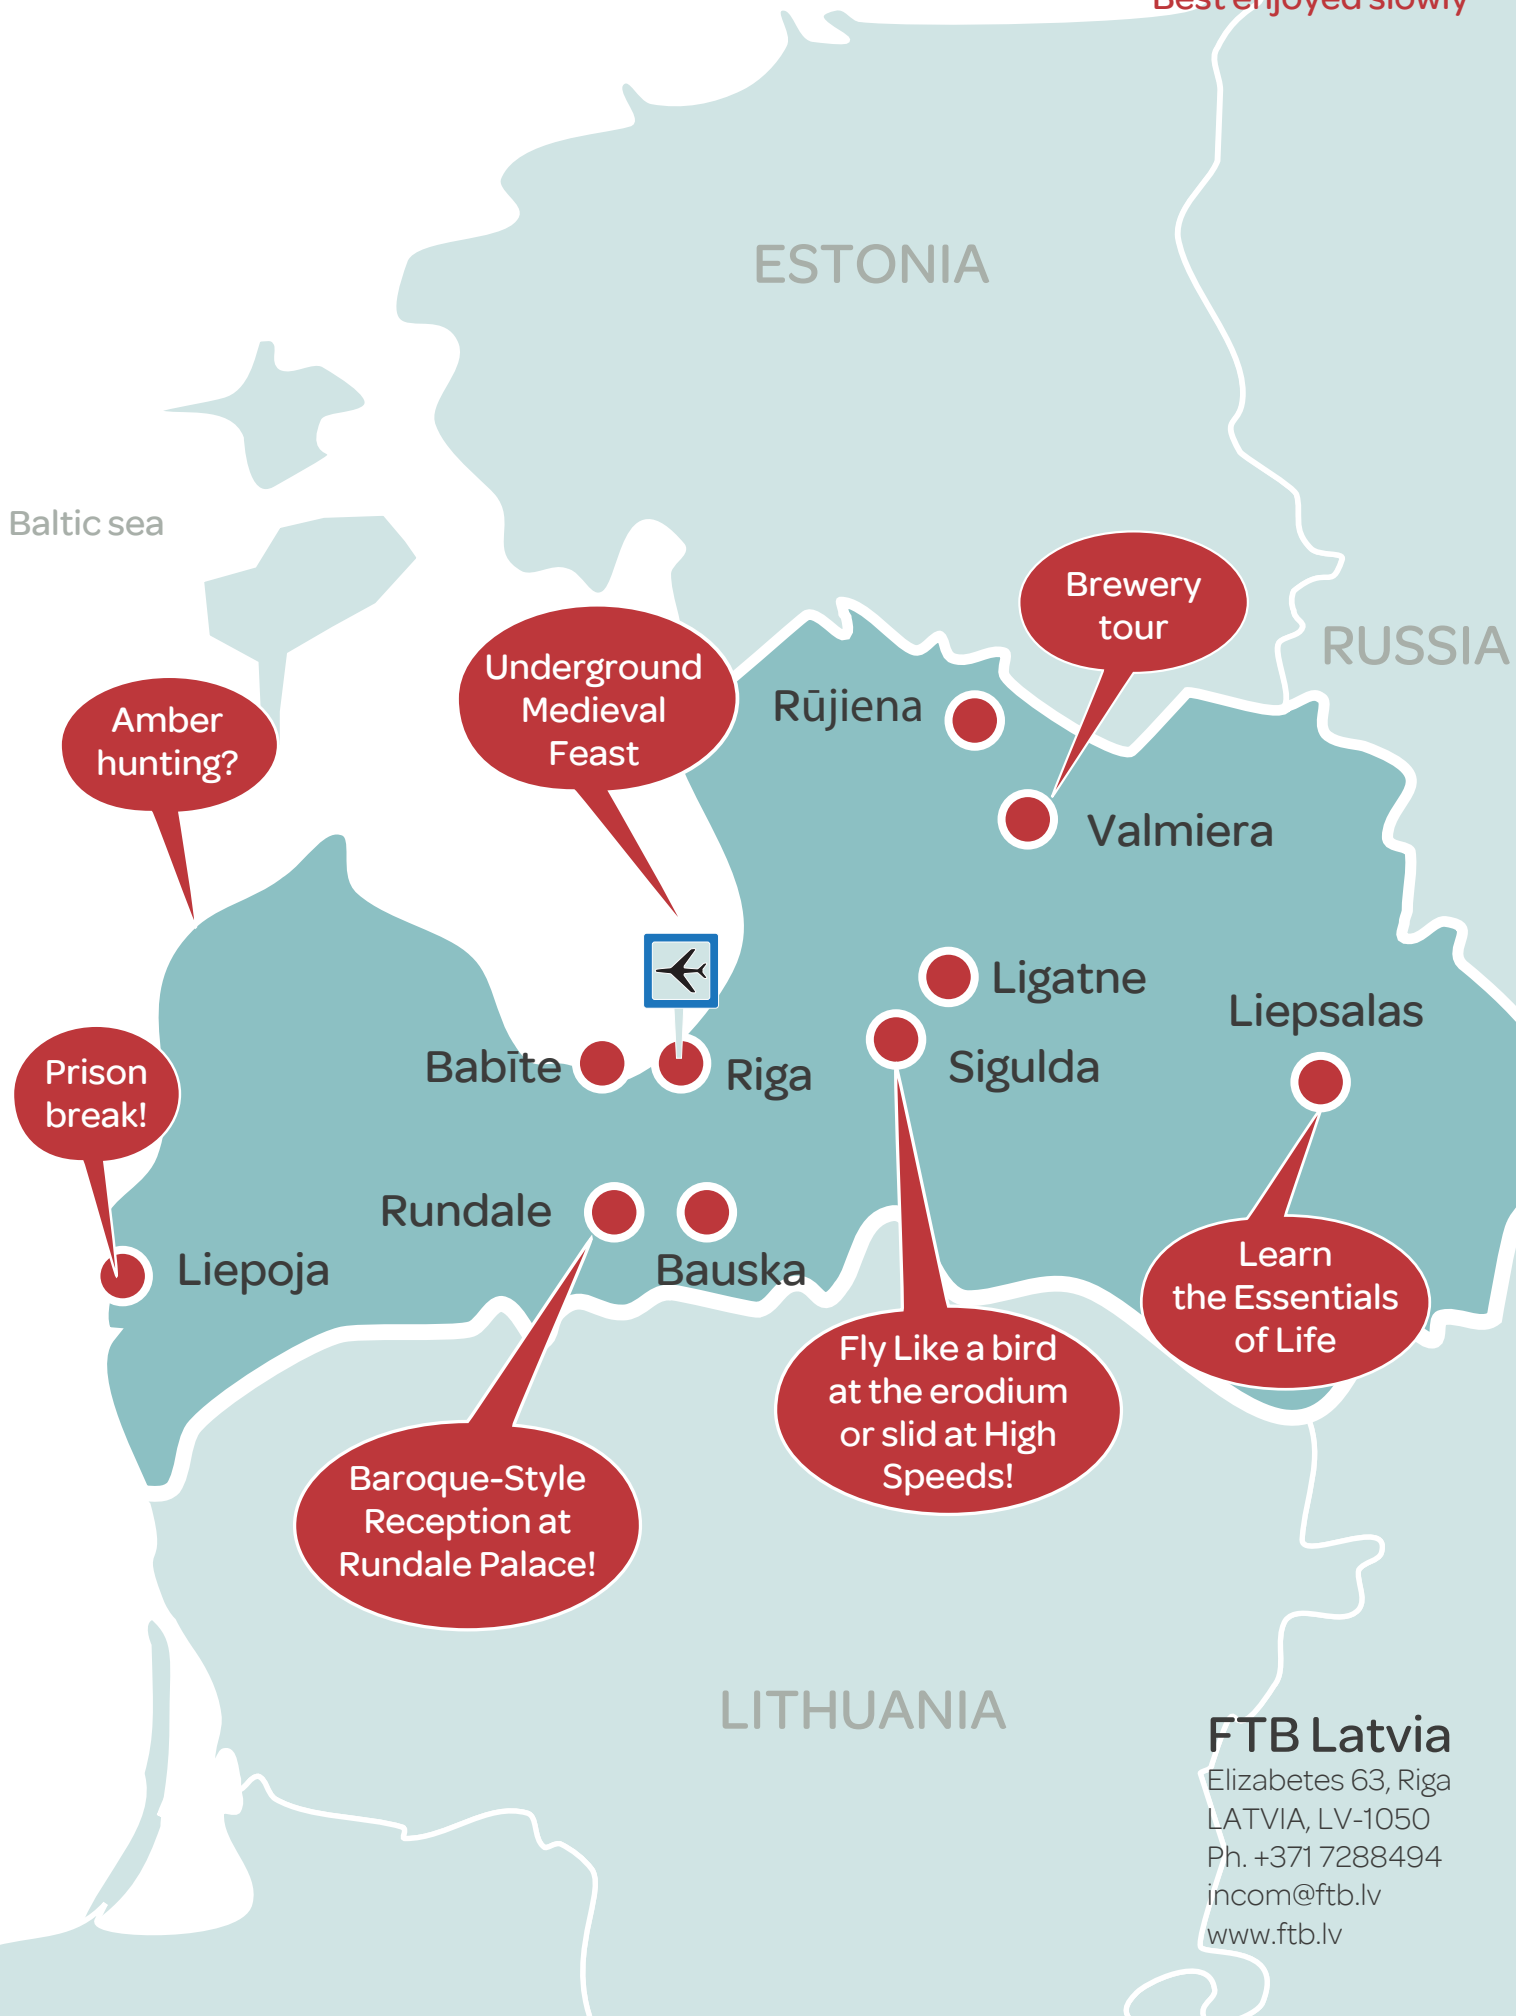 Best enjoyed slowly
ESTONIA
Baltic sea
Brewery
tour
RUSSIA
Underground
Medieval
Feast
Rūjiena
Amber
hunting?
Valmiera
Ligatne
Liepsalas
Babīte
Riga
Sigulda
Prison
break!
Rundale
Bauska
Liepoja
Learn
the Essentials
of Life
Fly Like a bird
at the erodium
or slid at High
Speeds!
Baroque-Style
Reception at
Rundale Palace!
LITHUANIA
FTB Latvia
Elizabetes 63, Riga
LATVIA, LV-1050
Ph. +371 7288494
incom@ftb.lv
www.ftb.lv